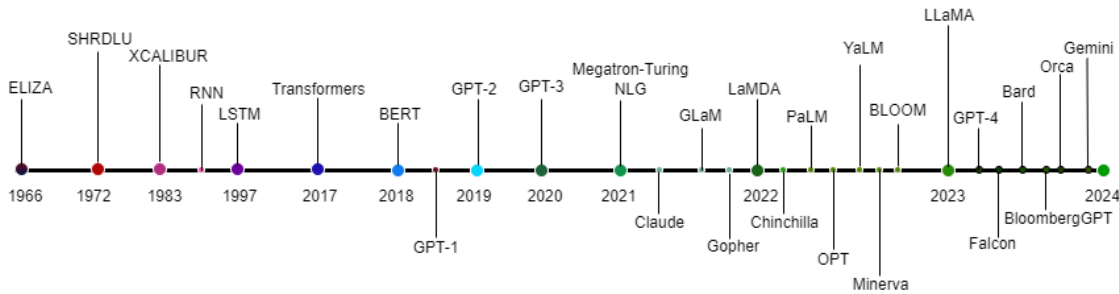 LLaMA
SHRDLU
YaLM
XCALIBUR
Gemini
Orca
Megatron-Turing
NLG
ELIZA
RNN
Transformers
GPT-2
GPT-3
LaMDA
Bard
LSTM
BERT
GLaM
PaLM
BLOOM
GPT-4
1966
1972
1983
1997
2017
2018
2019
2020
2021
2022
2023
2024
Claude
Chinchilla
BloombergGPT
GPT-1
Gopher
Falcon
OPT
Minerva